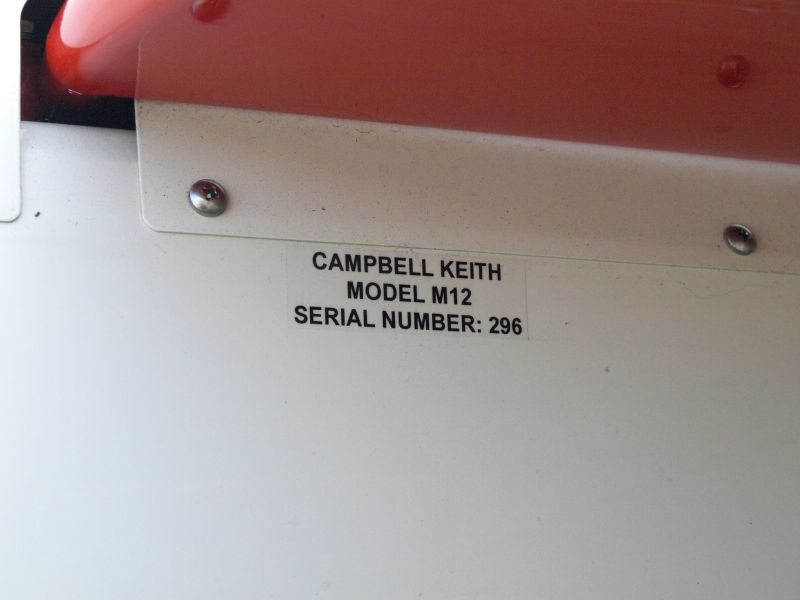 CAMPBELL KEITH
MODEL M12
SERIAL NUMBER: 296